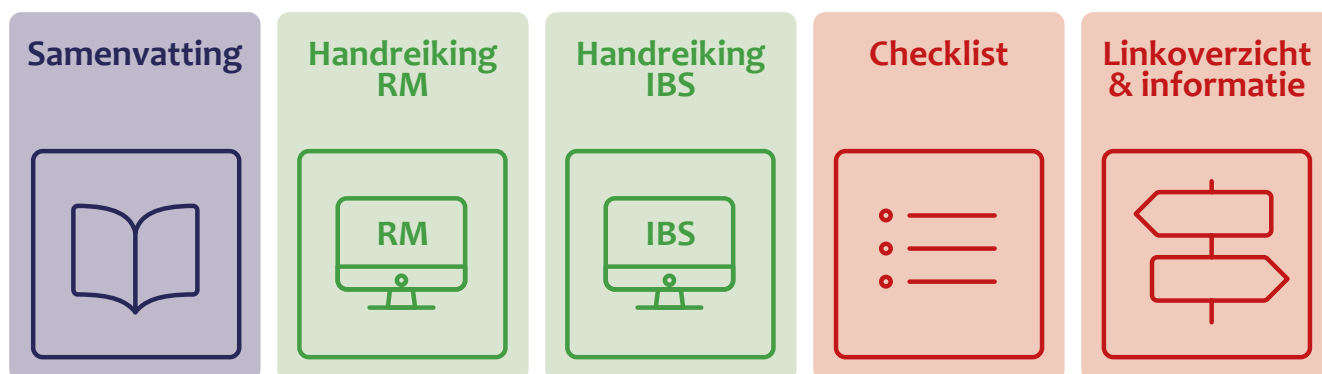 Samenvatting
Handreiking
RM
RM
Handreiking
IBS
IBS
Checklist
Linkoverzicht
& informatie